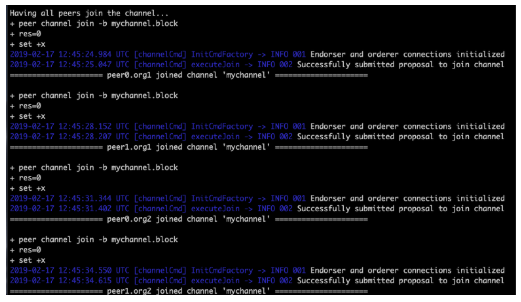 Having all peers join the channel...
+ peer channel join -b mychannel.block
+ res=0
+ set +x
2019-02-17 12:45:24.984 UTC [channelCmd] InitCmdFactory -> INFO 001 Endorser and orderer connections initialized
2019-02-17 12:45:25.047 UTC [channelCmd] executeJoin -> INFO 002 Successfully submitted proposal to join channel
===================== peer0.org1 joined channel 'mychannel' =====================
+ peer channel join -b mychannel.block
+ res=0
+ set +x
2019-02-17 12:45:28.152 UTC [channelCmd] InitCmdFactory -> INFO 001 Endorser and orderer connections initialized
2019-02-17 12:45:28.207 UTC [channelCmd] executeJoin -> INFO 002 Successfully submitted proposal to join channel
===================== peer1.org1 joined channel 'mychannel' =====================
+ peer channel join -b mychannel.block
+ res=0
+ set +x
2019-02-17 12:45:31.344 UTC [channelCmd] InitCmdFactory -> INFO 001 Endorser and orderer connections initialized
2019-02-17 12:45:31.402 UTC [channelCmd] executeJoin -> INFO 002 Successfully submitted proposal to join channel
===================== peer0.org2 joined channel 'mychannel' =====================
+ peer channel join -b mychannel.block
+ res=0
+ set +x
2019-02-17 12:45:34.550 UTC [channelCmd] InitCmdFactory -> INFO 001 Endorser and orderer connections initialized
2019-02-17 12:45:34.615 UTC [channelCmd] executeJoin -> INFO 002 Successfully submitted proposal to join channel
===================== peer1.org2 joined channel 'mychannel' =====================